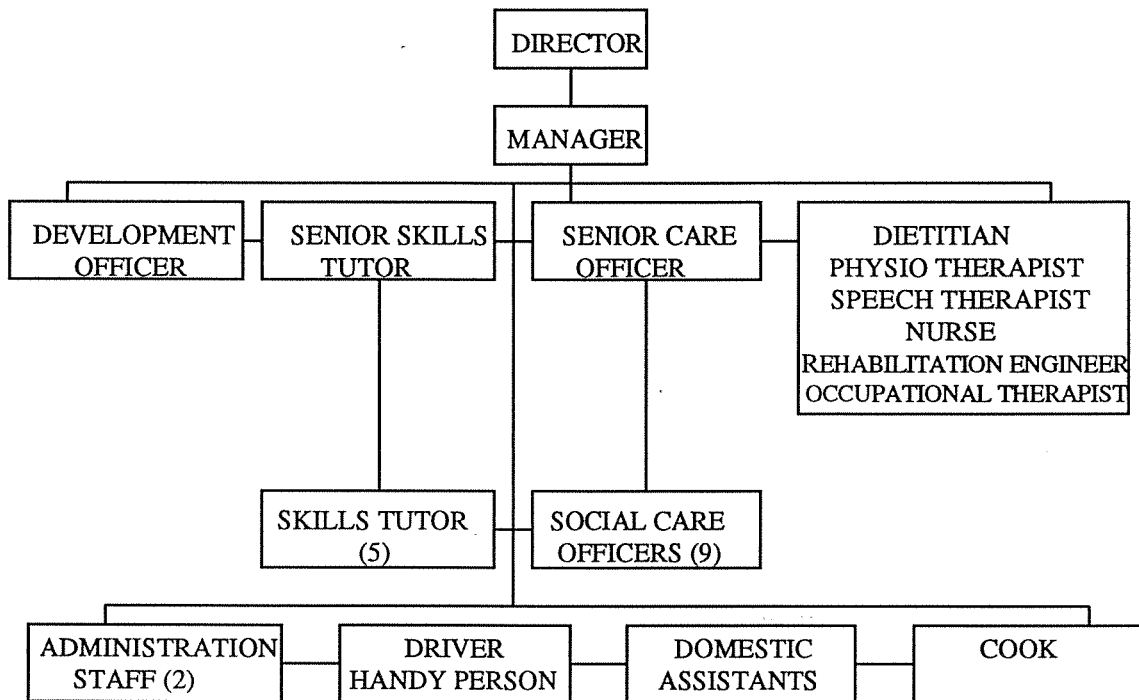 DIRECTOR
MANAGER
DEVELOPMENT
OFFICER
SENIOR SKILLS
TUTOR
SENIOR CARE
OFFICER
DIETITIAN
PHYSIO THERAPIST
SPEECH THERAPIST
NURSE
REHABILITATION ENGINEER
OCCUPATIONAL THERAPIST
SKILLS TUTOR
(5)
SOCIAL CARE
OFFICERS (9)
ADMINISTRATION
STAFF (2)
DRIVER
HANDY PERSON
DOMESTIC
ASSISTANTS
COOK